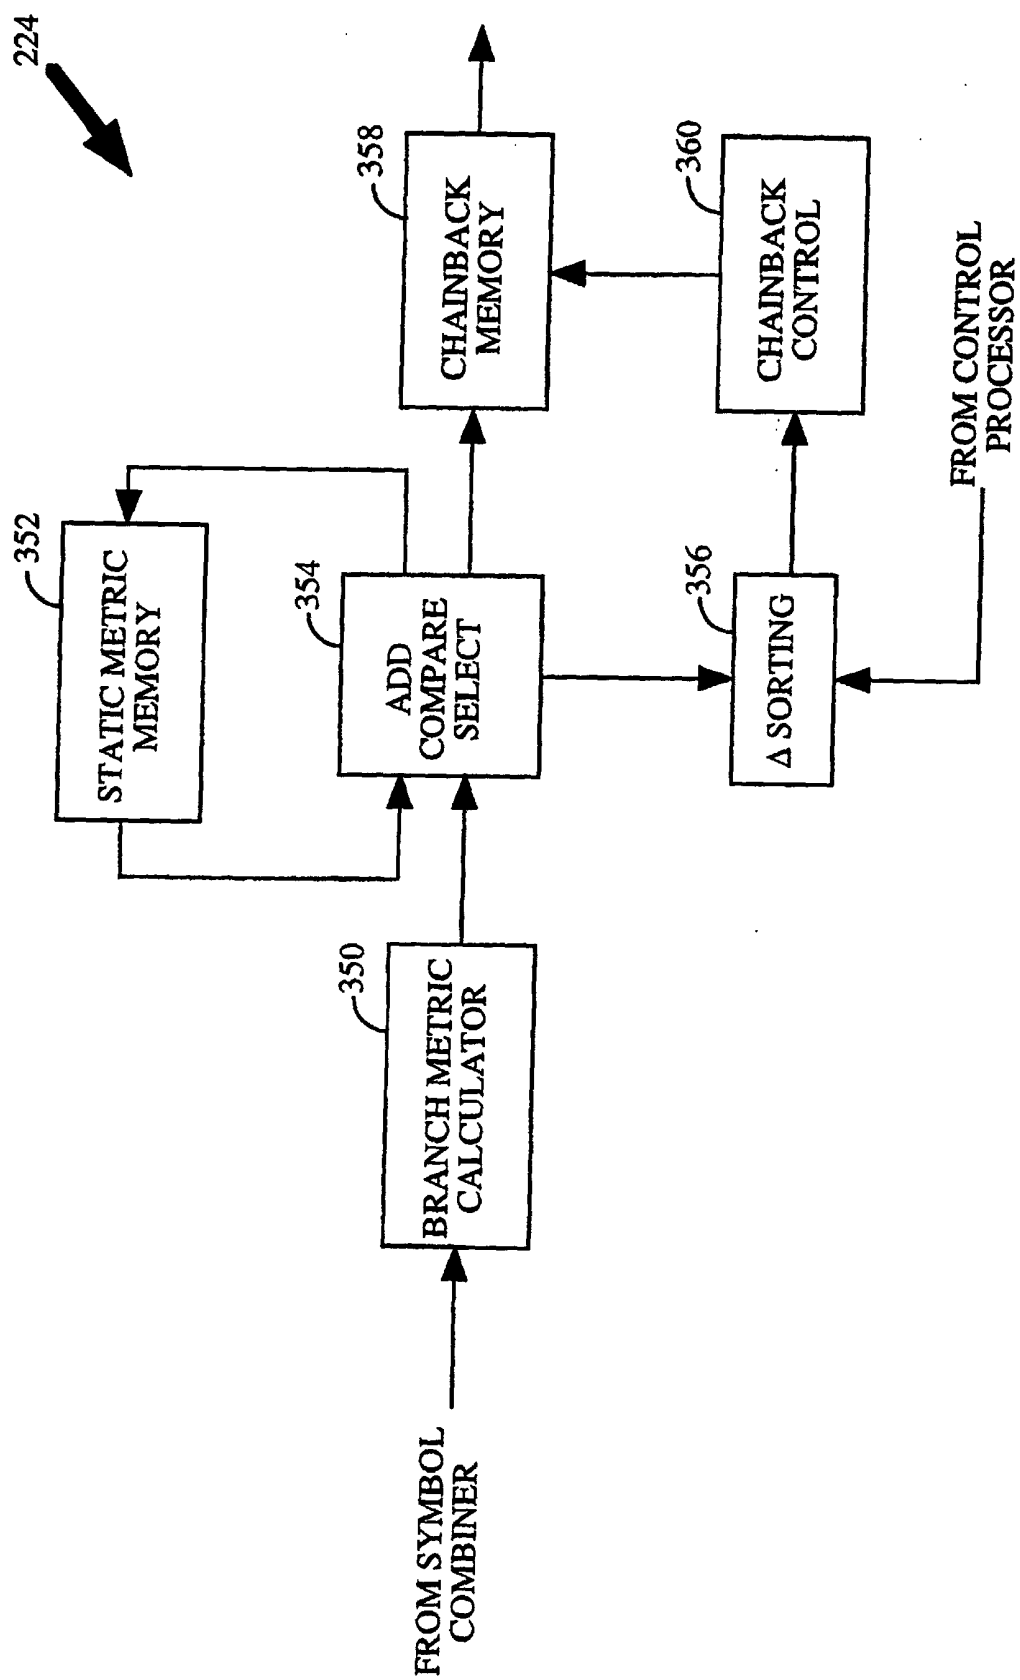 224
352
STATIC METRIC
MEMORY
358
CHAINBACK
MEMORY
354
ADD
COMPARE
SELECT
350
BRANCH METRIC
CALCULATOR
FROM SYMBOL
COMBINER
356
Δ SORTING
360
CHAINBACK
CONTROL
FROM CONTROL
PROCESSOR